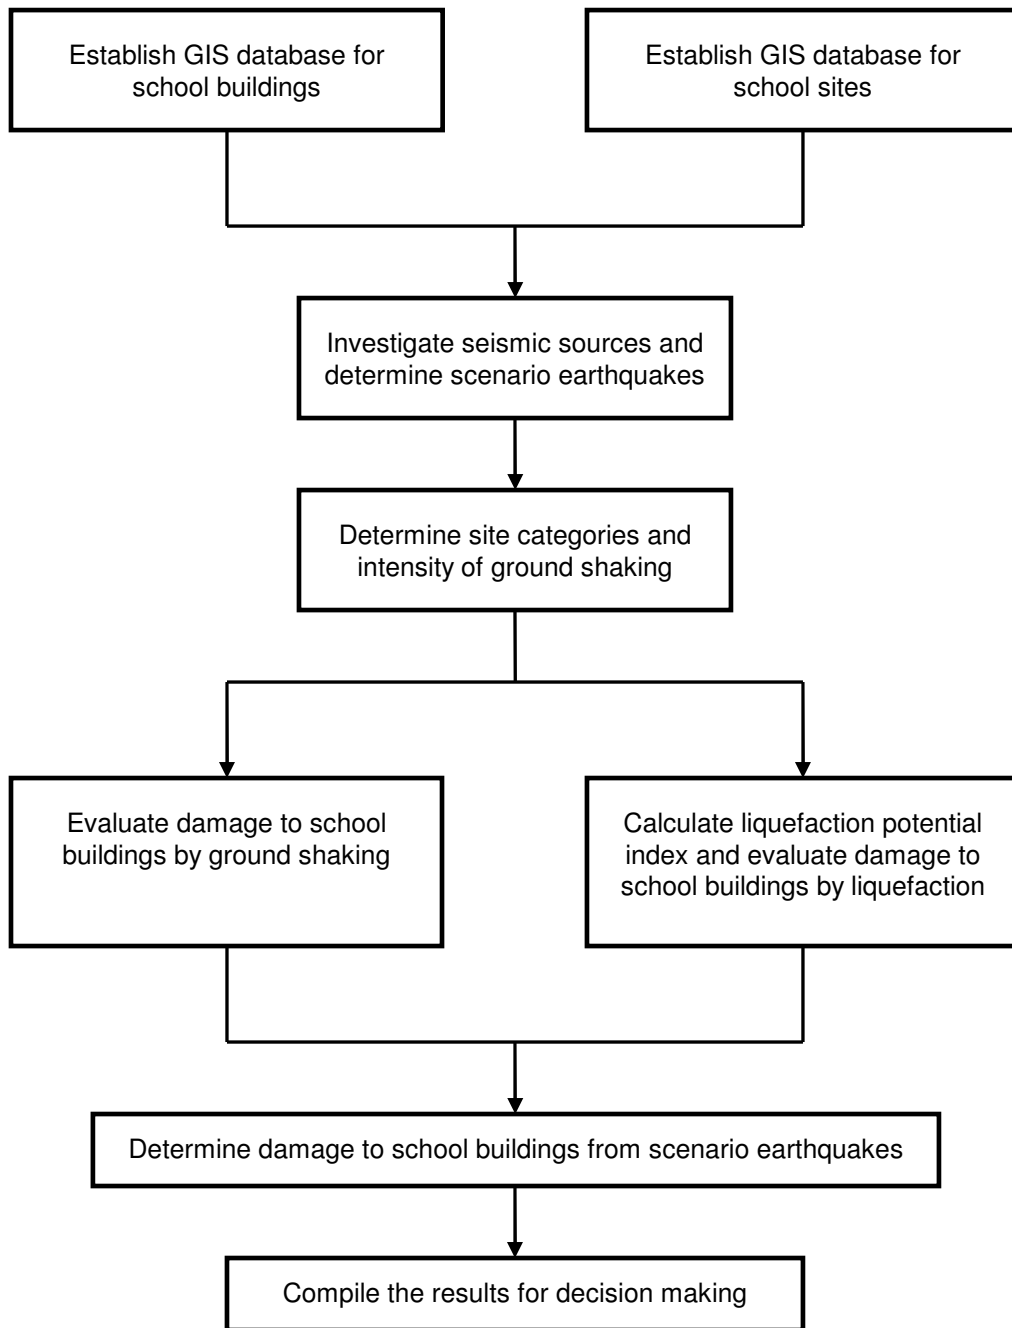 Establish GIS database for
school buildings
Establish GIS database for
school sites
Investigate seismic sources and
determine scenario earthquakes
Determine site categories and
intensity of ground shaking
Evaluate damage to school
buildings by ground shaking
Calculate liquefaction potential
index and evaluate damage to
school buildings by liquefaction
Determine damage to school buildings from scenario earthquakes
Compile the results for decision making